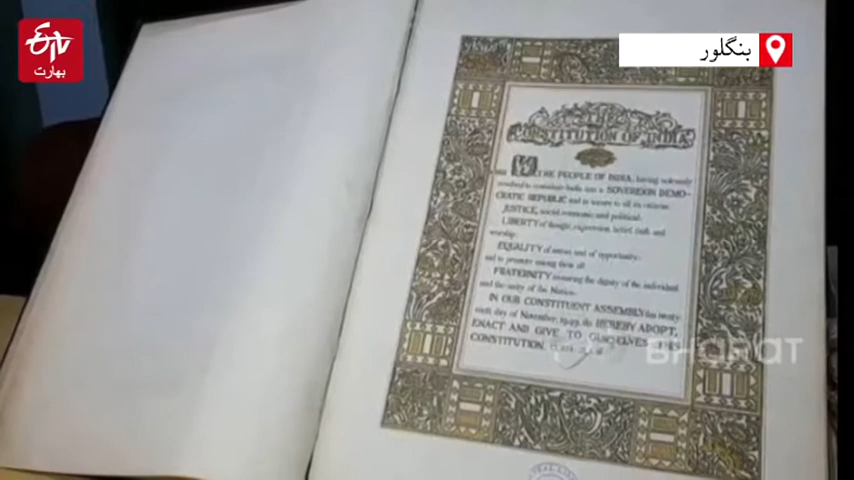 ETV
بھارت
بنگلور
THE
CONSTITUTION OF INDIA
WE, THE PEOPLE OF INDIA, having solemnly
resolved to constitute India into a SOVEREIGN DEMO-
CRATIC REPUBLIC and to secure to all its citizens:
JUSTICE, social, economic and political;
LIBERTY of thought, expression, belief, faith and
worship;
EQUALITY of status and of opportunity;
and to promote among them all
FRATERNITY assuring the dignity of the individual
and the unity of the Nation;
IN OUR CONSTITUENT ASSEMBLY this twenty
sixth day of November, 1949, do HEREBY ADOPT,
ENACT AND GIVE TO OURSELVES THIS
CONSTITUTION.
BHARAT